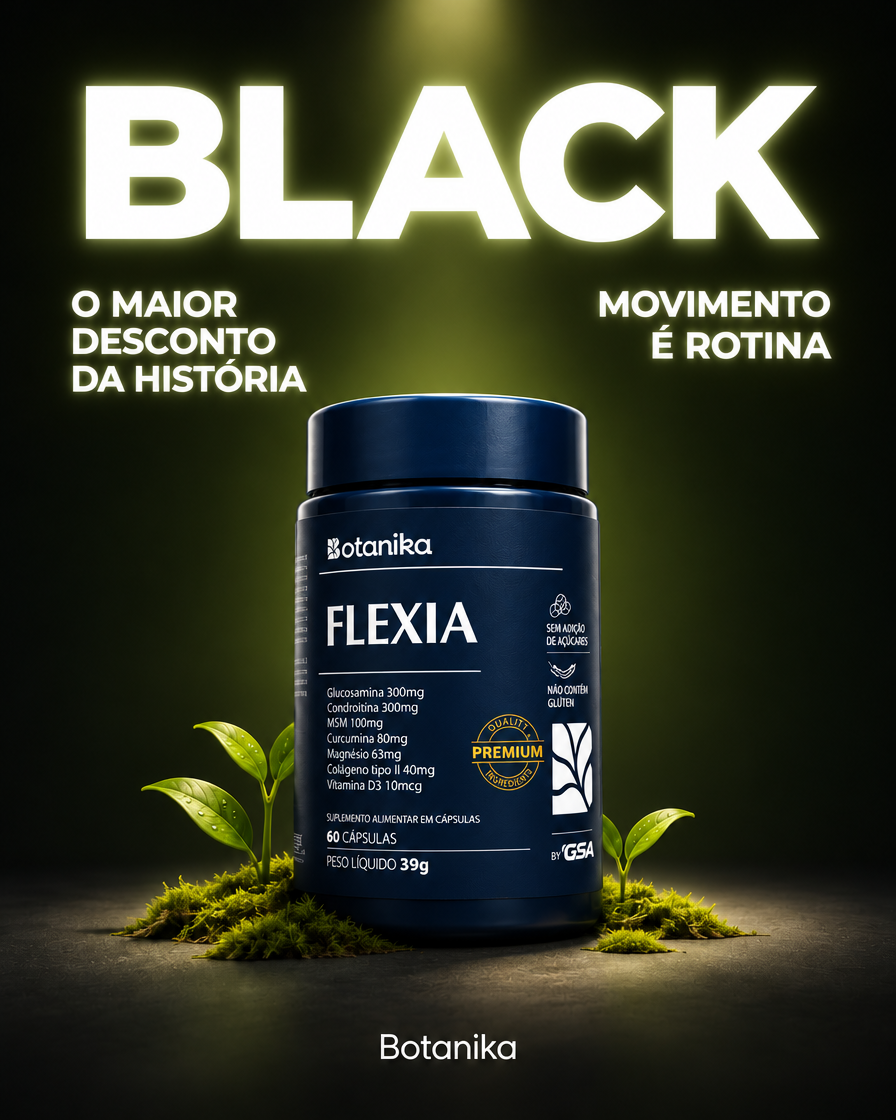 BLACK
O MAIOR
DESCONTO
DA HISTÓRIA
MOVIMENTO
É ROTINA
Botanika
FLEXIA
Glucosamina 300mg
Condroitina 300mg
MSM 100mg
Curcumina 80mg
Magnésio 63mg
Colágeno tipo II 40mg
Vitamina D3 10mcg
SUPLEMENTO ALIMENTAR EM CÁPSULAS
60 CÁPSULAS
PESO LÍQUIDO 39g
SEM ADIÇÃO
DE AÇÚCARES
NÃO CONTÉM
GLÚTEN
QUALITY &
PREMIUM
INGREDIENTS
BY GSA
Botanika